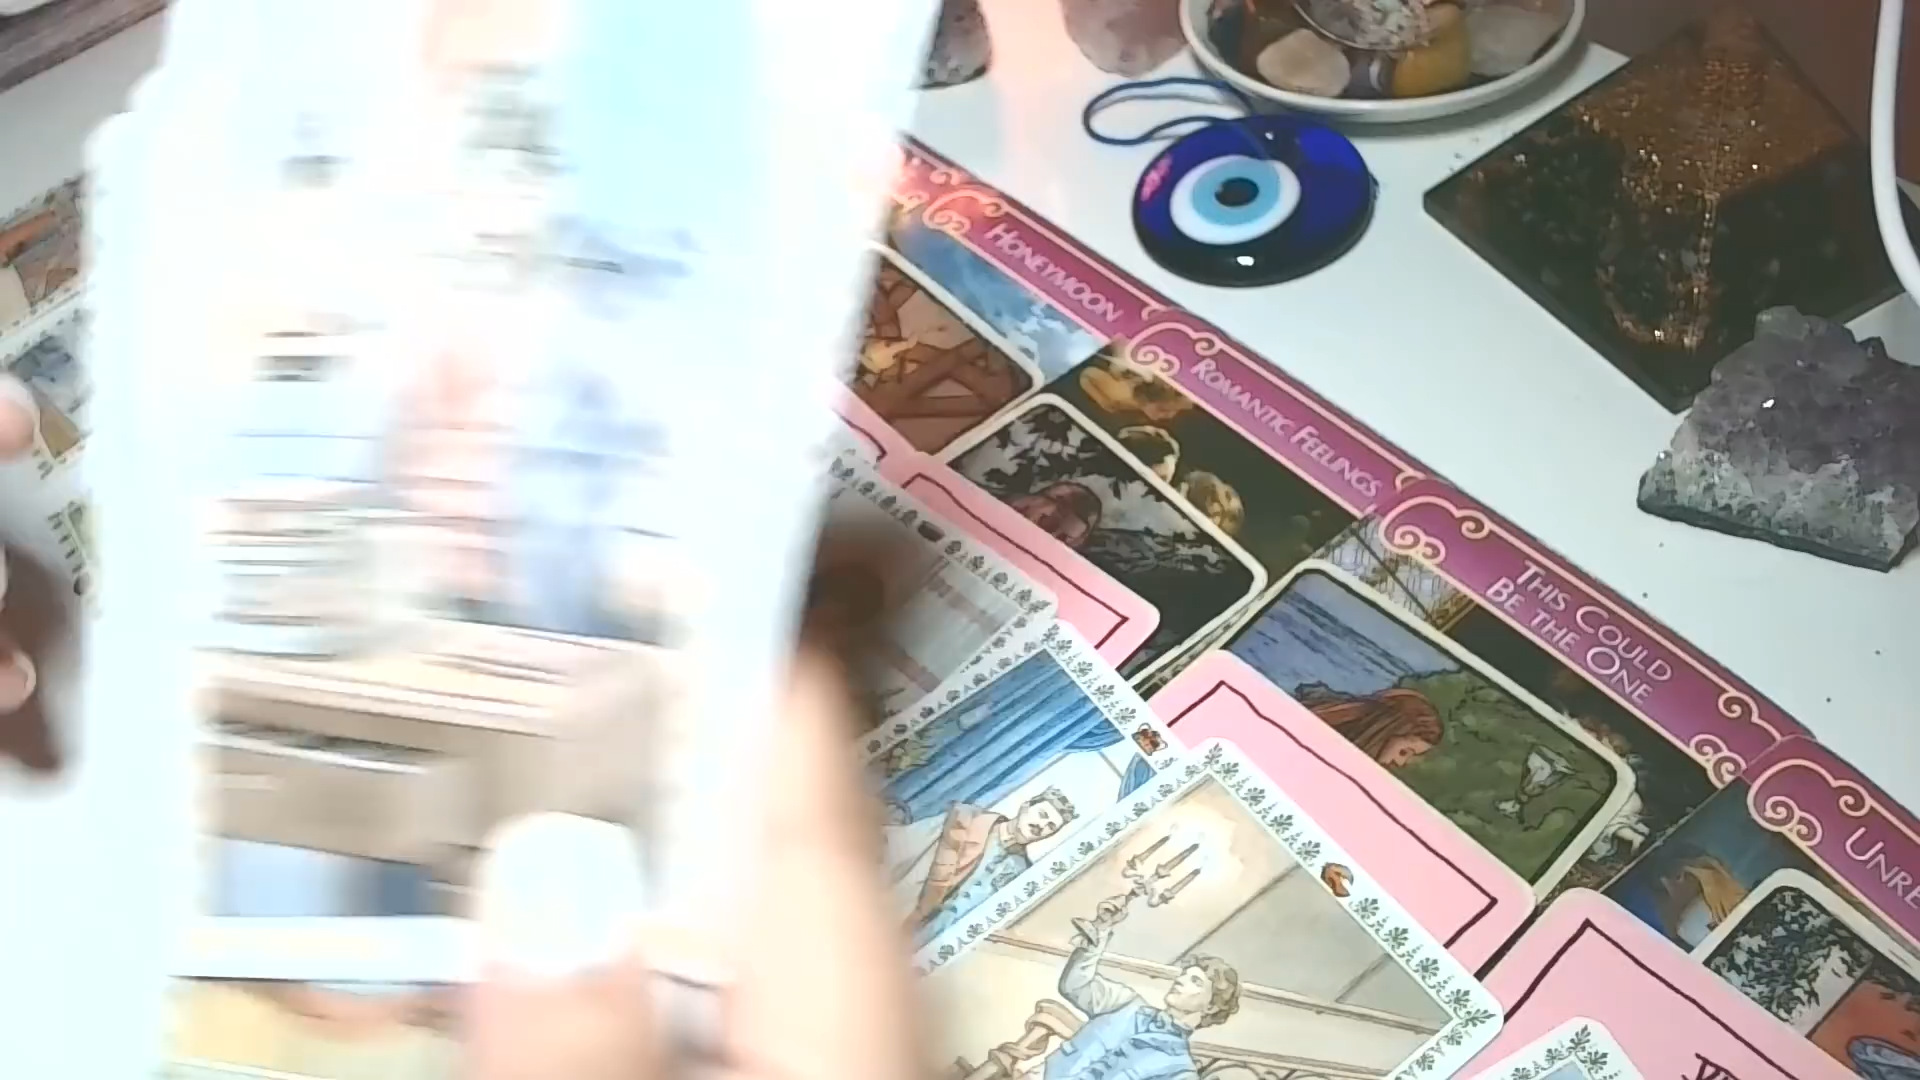 HONEYMOON
ROMANTIC FEELINGS
THIS COULD
BE THE ONE
UNRE